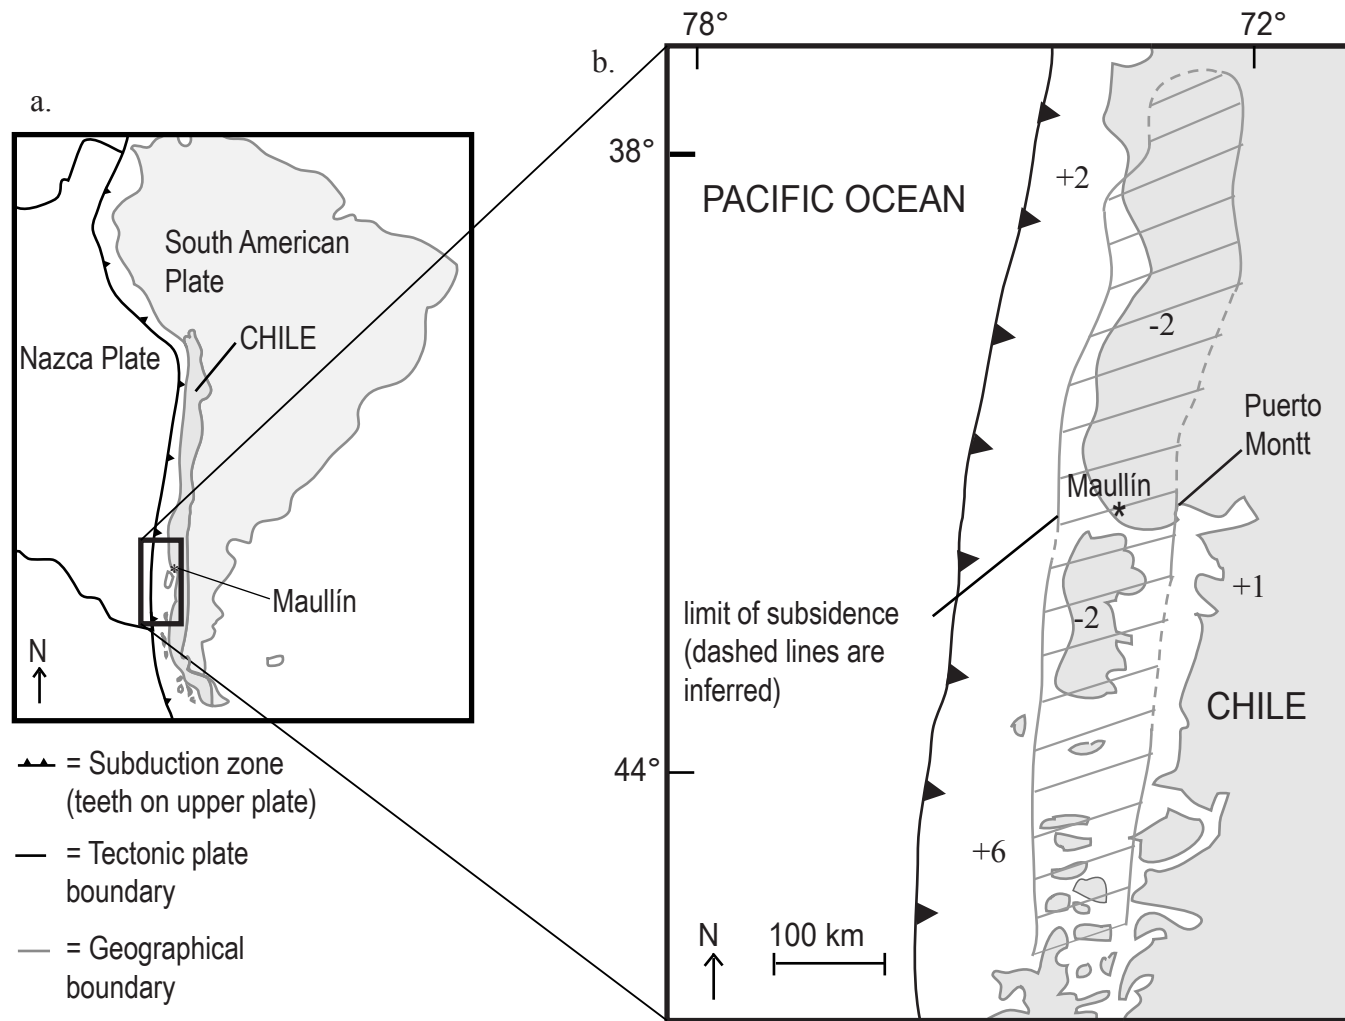 a.
South American
Plate
CHILE
Nazca Plate
Maullín
N
= Subduction zone
(teeth on upper plate)
= Tectonic plate
boundary
= Geographical
boundary
b.
78°
72°
38°
+2
PACIFIC OCEAN
-2
Puerto
Montt
Maullín
*
limit of subsidence
(dashed lines are
inferred)
-2
+1
CHILE
44°
+6
N
100 km